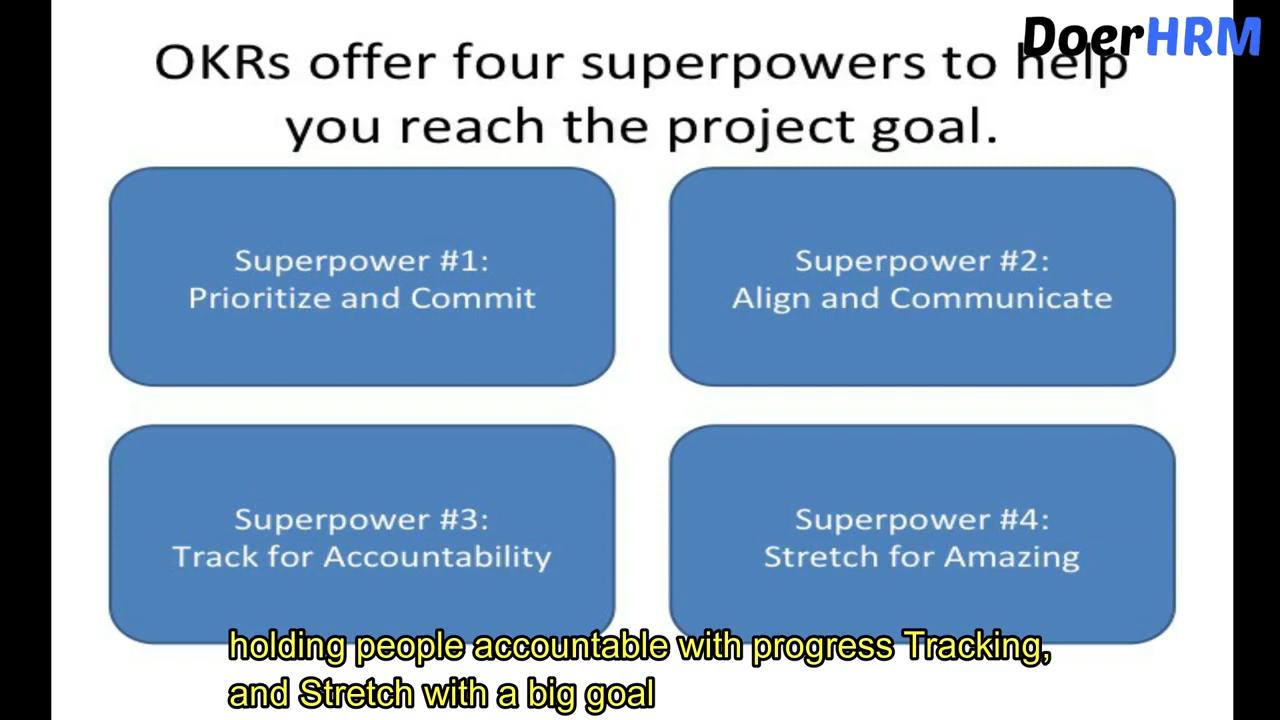 DoerHRM
OKRs offer four superpowers to help
you reach the project goal.
Superpower #1:
Prioritize and Commit
Superpower #2:
Align and Communicate
Superpower #3:
Track for Accountability
Superpower #4:
Stretch for Amazing
holding people accountable with progress Tracking,
and Stretch with a big goal